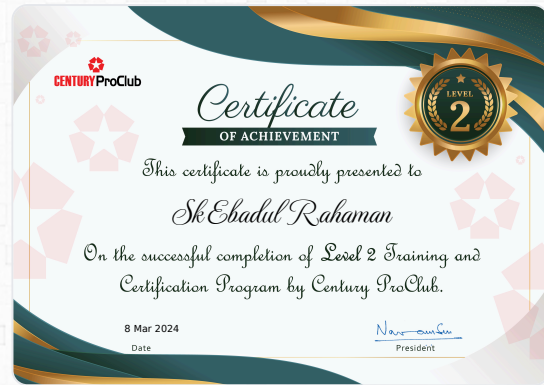 CENTURY ProClub
Certificate
OF ACHIEVEMENT
LEVEL
2
This certificate is proudly presented to
Sk Ebadul Rahaman
On the successful completion of Level 2 Training and
Certification Program by Century ProClub.
8 Mar 2024
Date
President